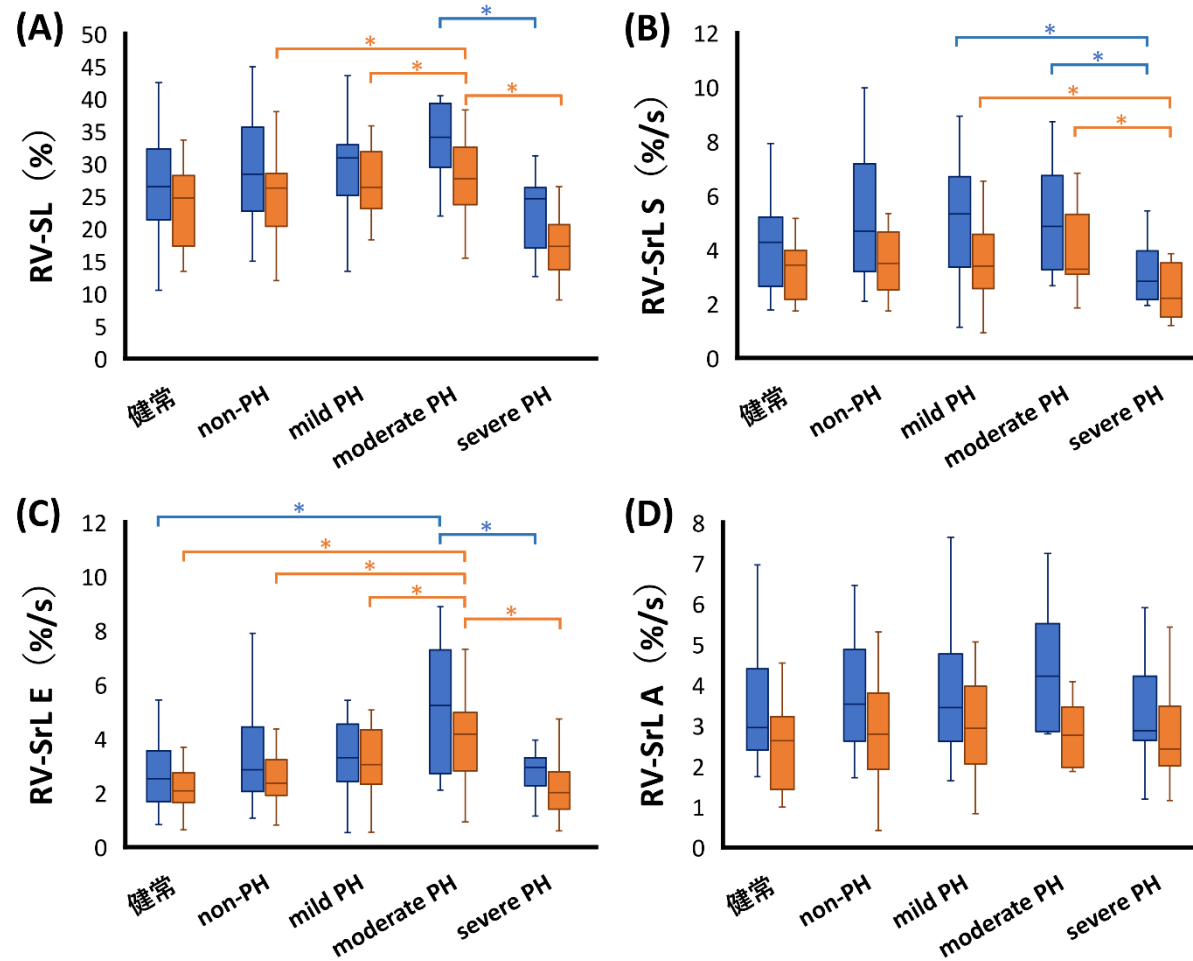 (A)
RV-SL (%)
50
45
40
35
30
25
20
15
10
5
0
* * * *
健常 non-PH mild PH moderate PH severe PH
(B)
RV-SrL S (%/s)
12
10
8
6
4
2
0
* * * *
健常 non-PH mild PH moderate PH severe PH
(C)
RV-SrL E (%/s)
12
10
8
6
4
2
0
* * * * * *
健常 non-PH mild PH moderate PH severe PH
(D)
RV-SrL A (%/s)
8
7
6
5
4
3
2
1
0
健常 non-PH mild PH moderate PH severe PH